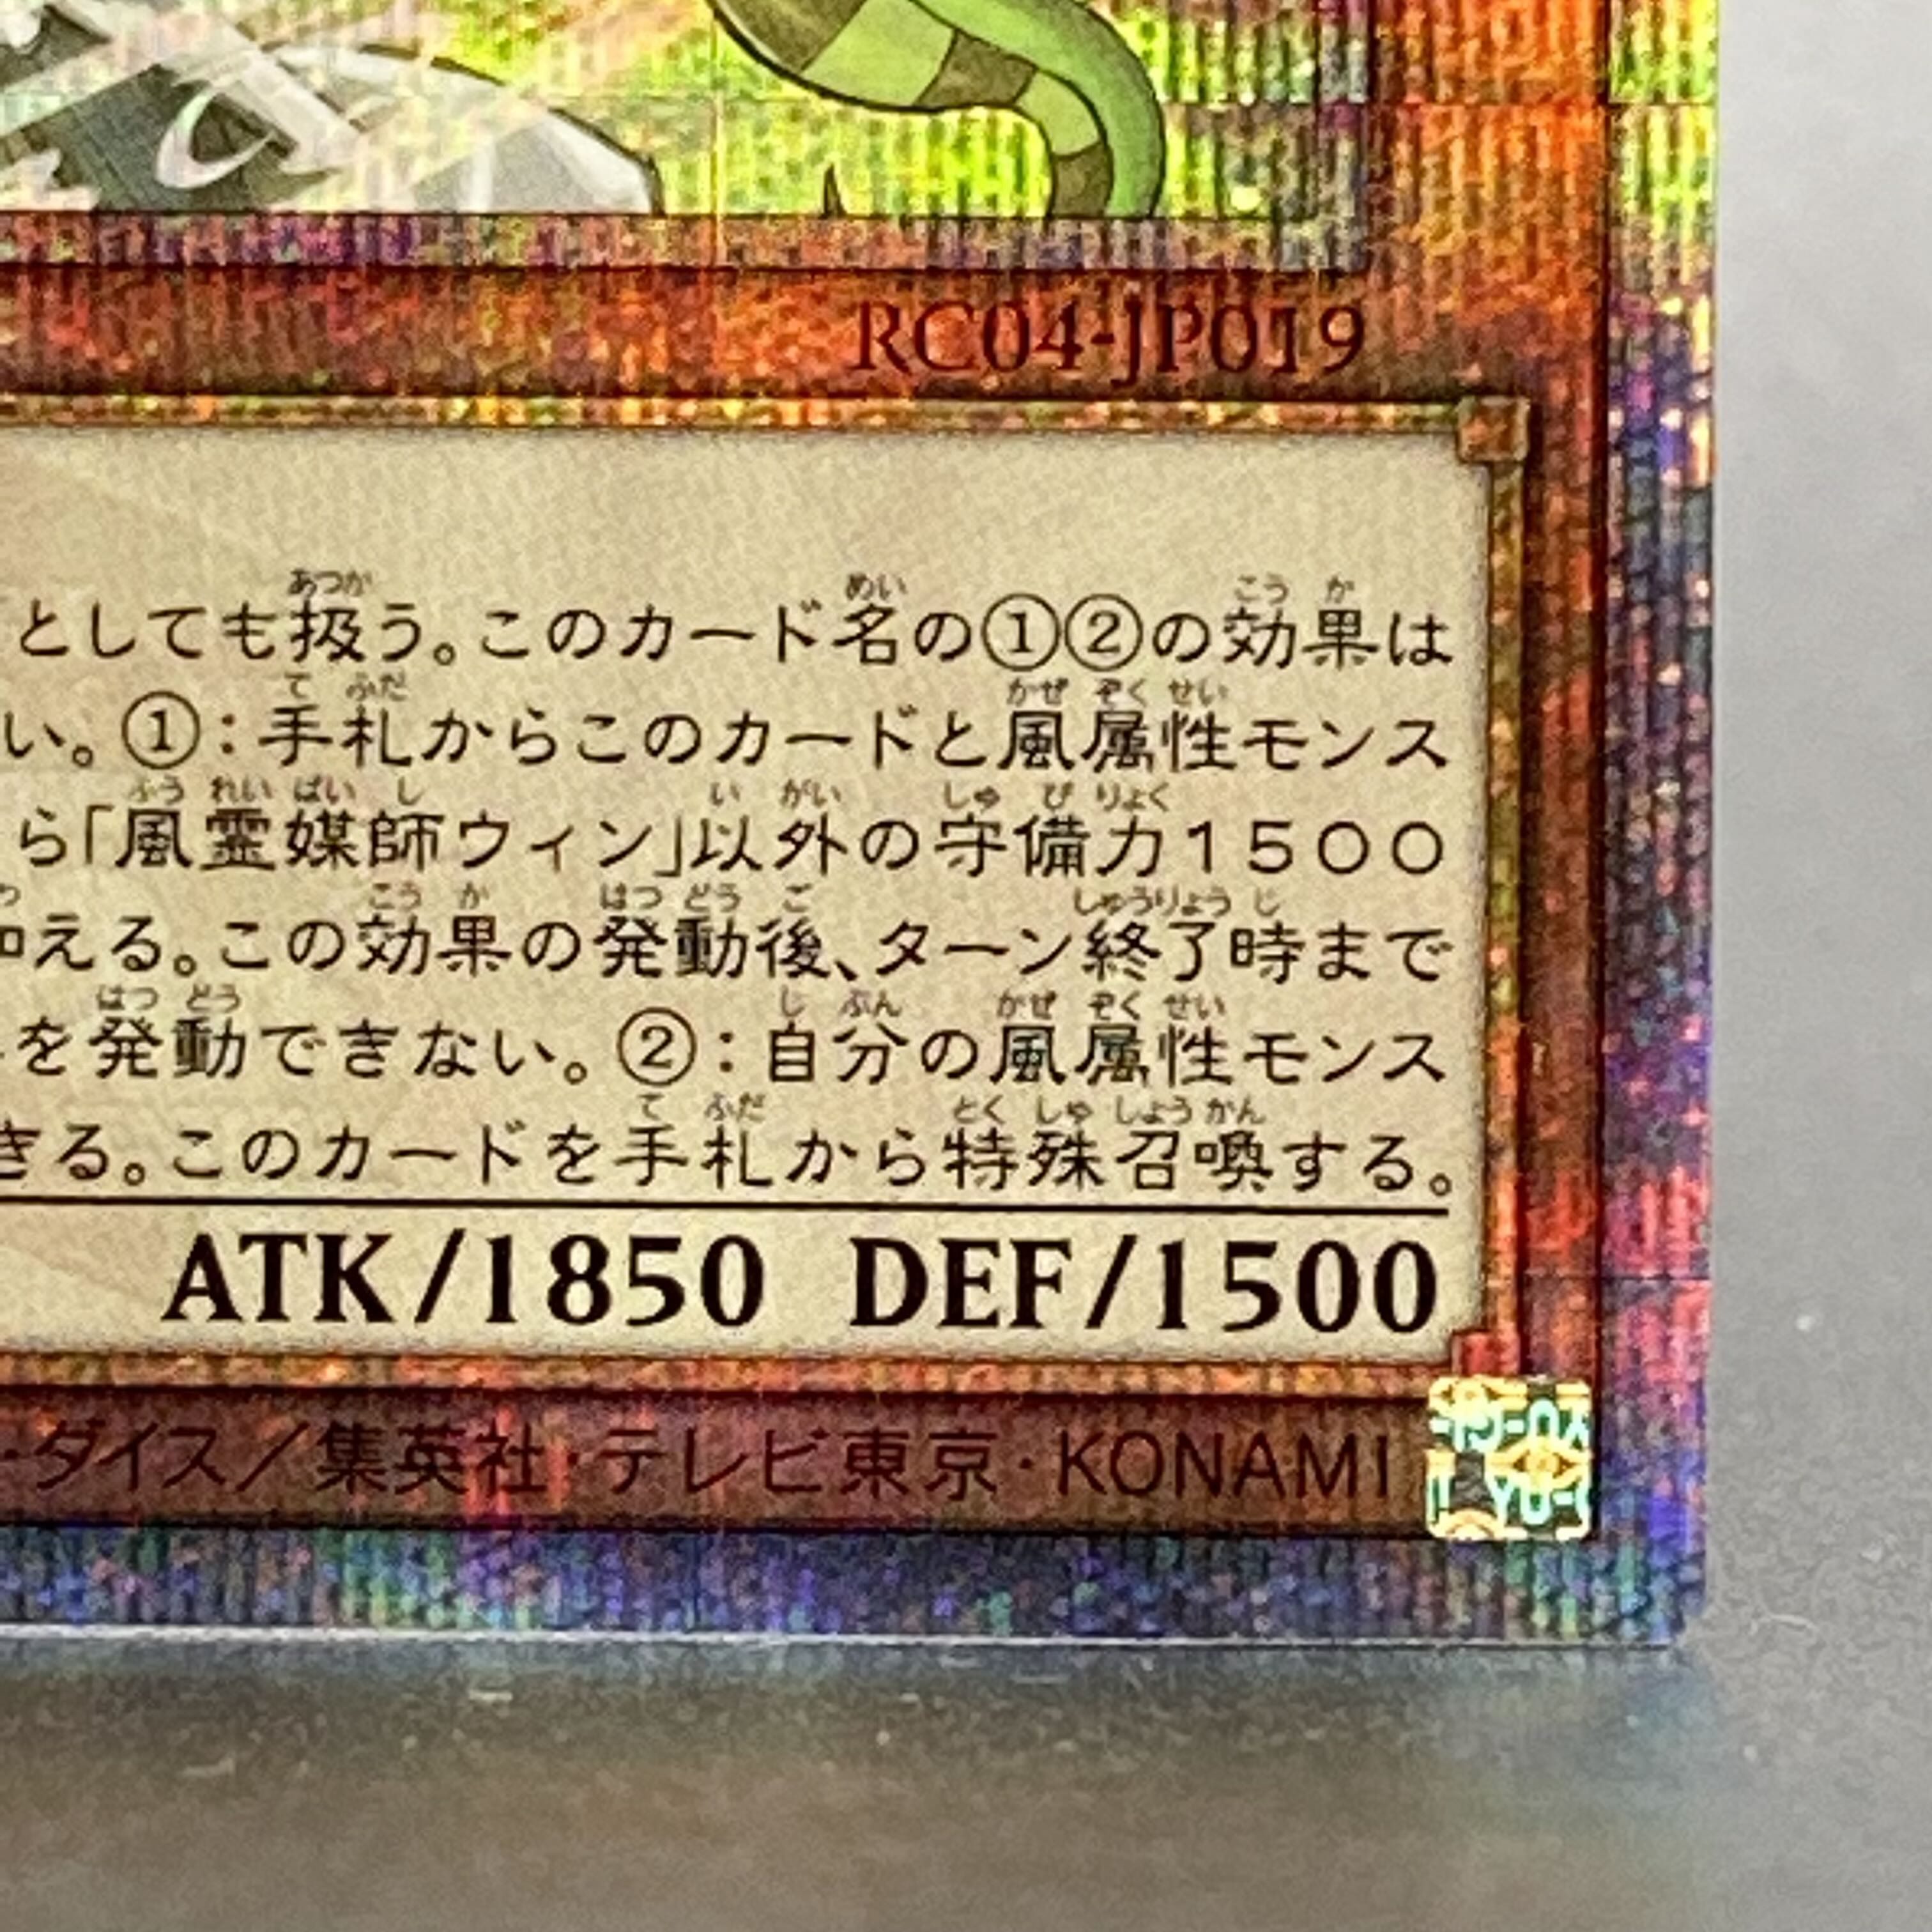 RC04-JP019
としても扱う。このカード名の①②の効果は
い。①：手札からこのカードと風属性モンス
ら「風霊媒師ウィン」以外の守備力１５００
加える。この効果の発動後、ターン終了時まで
を発動できない。②：自分の風属性モンス
きる。このカードを手札から特殊召喚する。
ATK/1850 DEF/1500
・ダイス／集英社・テレビ東京・KONAMI